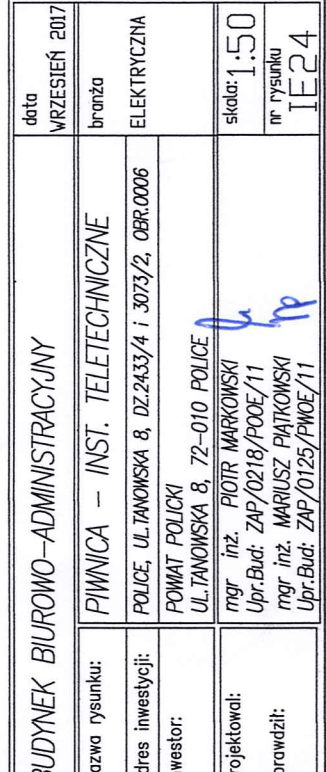 BUDYNEK BIUROWO-ADMINISTRACYJNY
data
WRZESIEŃ 2017
azwa rysunku:
PIWNICA - INST. TELETECHNICZNE
branża
ELEKTRYCZNA
dres inwestycji:
POLICE, UL.TANOWSKA 8, DZ.2433/4 i 3073/2, OBR.0006
westor:
POWIAT POLICKI
UL.TANOWSKA 8, 72-010 POLICE
rojektował:
mgr inż. PIOTR MARKOWSKI
Upr.Bud: ZAP/0218/POOE/11
skala: 1:50
prawdził:
mgr inż. MARIUSZ PIĄTKOWSKI
Upr.Bud: ZAP/0125/PWOE/11
nr rysunku
IE24